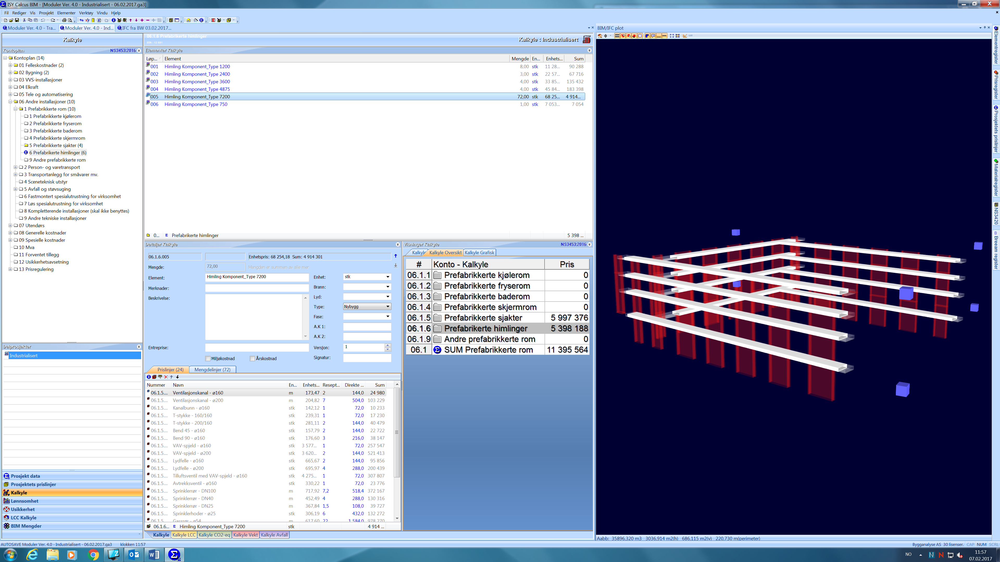 ISY Calcus BIM - [Moduler Ver. 4.0 - Industrialisert - 06.02.2017.ga3]
Fil Rediger Vis Prosjekt Elementer Verktøy Vindu Hjelp
Moduler Ver. 4.0 - Tra... Moduler Ver. 4.0 - Ind... IFC fra BW 03.02.2017...
Kalkyle
Kontoplan NS3453:2016
Kontoplan (14)
01 Felleskostnader (2)
02 Bygning (2)
03 VVS-installasjoner
04 Elkraft
05 Tele og automatisering
06 Andre installasjoner (10)
1 Prefabrikkerte rom (10)
1 Prefabrikkerte kjølerom
2 Prefabrikkerte fryserom
3 Prefabrikkerte baderom
4 Prefabrikkerte skjermrom
5 Prefabrikkerte sjakter (4)
6 Prefabrikerte himlinger (6)
9 Andre prefabrikkerte rom
2 Person- og varetransport
3 Transportanlegg for småvarer mv.
4 Sceneteknisk utstyr
5 Avfall og støvsuging
6 Fastmontert spesialutrustning for virksomhet
7 Løs spesialutrustning for virksomhet
8 Kompletterende installasjoner (skal ikke benyttes)
9 Andre tekniske installasjoner
07 Utendørs
08 Generelle kostnader
09 Spesielle kostnader
10 Mva
11 Forventet tillegg
12 Usikkerhetsavsetning
13 Prisregulering
Delprosjekter
Industrialisert
Prosjekt data
Prosjektets prislinjer
Kalkyle
Lønnsomhet
Usikkerhet
LCC Kalkyle
BIM Mengder
06.1.6 Prefabrikerte himlinger
BTA : 12 681
Kalkyle : Industrialisert
Elementer Kalkyle
Løp... Element Mengde En... Enhets... Sum
001 Himling Komponent_Type 1200 8,00 stk 11 28... 90 288
002 Himling Komponent_Type 2400 3,00 stk 22 57... 67 716
003 Himling Komponent_Type 3600 4,00 stk 33 85... 135 432
004 Himling Komponent_Type 4875 4,00 stk 45 84... 183 398
005 Himling Komponent_Type 7200 72,00 stk 68 25... 4 914...
006 Himling Komponent_Type 750 1,00 stk 7 053... 7 054
0... Σ Prefabrikerte himlinger 5 398 ...
Detaljer Kalkyle
06.1.6.005 Enhetspris: 68 254,18 Sum: 4 914 301
Mengde: 72,00 Mengden er summen av alle mer
Element: Himling Komponent_Type 7200 Enhet: stk
Merknader: Brann:
Beskrivelse: Lyd:
Type: Nybygg
Fase:
A.K 1:
A.K 2:
Entreprise: Versjon: 1
Miljøkostnad Årskostnad Signatur:
Prislinjer (24) Mengdelinjer (72)
Nummer Navn En... Enhets... Resept... Direkte ... Sum
06.1.5.... Ventilasjonskanal - ø160 m 173,47 2 144,0 24 980
06.1.5.... Ventilasjonskanal - ø200 m 204,82 7 504,0 103 229
06.1.5.... Kanalbunn - ø160 stk 142,12 1 72,0 10 233
06.1.5.... T-stykke - 160/160 stk 239,31 1 72,0 17 230
06.1.5.... T-stykke - 200/160 stk 281,11 2 144,0 40 479
06.1.5.... Bend 45 - ø160 stk 157,79 2 144,0 22 722
06.1.5.... Bend 90 - ø160 stk 176,60 3 216,0 38 147
06.1.5.... VAV-spjeld - ø160 stk 3 577... 1 72,0 257 547
06.1.5.... VAV-spjeld - ø200 stk 3 620... 2 144,0 521 413
06.1.5.... Lydfelle - ø160 stk 665,67 2 144,0 95 856
06.1.5.... Lydfelle - ø200 stk 695,97 4 288,0 200 439
06.1.5.... Tilluftsventil med VAV-spjeld - ø160 stk 4 275... 1 72,0 307 807
06.1.5.... Avtrekksventil - ø160 stk 330,22 1 72,0 23 776
06.1.5.... Sprinklerrør - DN100 m 717,92 7,2 518,4 372 167
06.1.5.... Sprinklerrør - DN40 m 452,49 4 288,0 130 316
06.1.5.... Sprinklerrør - DN25 m 367,84 1,5 108,0 39 727
06.1.5.... Sprinklerhoder - ø25 stk 306,19 6 432,0 132 272
06.1.5.... Gassrør - ø54 m 617,60 22 1 584,0 978 270
06.1.6... Σ Himling Komponent_Type 7200 stk 4 914 ...
Kalkyle Kalkyle LCC Kalkyle CO2-eq Kalkyle Vekt Kalkyle Avfall
Visninger Kalkyle NS3453:2016
Kalkyle Kalkyle Oversikt Kalkyle Grafisk
# Konto - Kalkyle Pris
06.1.1 Prefabrikkerte kjølerom 0
06.1.2 Prefabrikkerte fryserom 0
06.1.3 Prefabrikkerte baderom 0
06.1.4 Prefabrikkerte skjermrom 0
06.1.5 Prefabrikkerte sjakter 5 997 376
06.1.6 Prefabrikerte himlinger 5 398 188
06.1.9 Andre prefabrikkerte rom 0
06.1 Σ SUM Prefabrikkerte rom 11 395 564
BIM/IFC plot
Aabb: 35896,320 m3 3036,914 m2(h) 686,115 m2(v) 220,730 m(perimeter)
Elementregister
Prisregister
Prosjektets prislinjer
Materialregister
NS3420
B Breeam register
AUTOSAVE Moduler Ver. 4.0 - Industrialisert - 06.02.2017.ga3 klokken 11:57
Bygganalyse AS 30 lisenser. CAP NUM SCRL
NO
11:57
07.02.2017